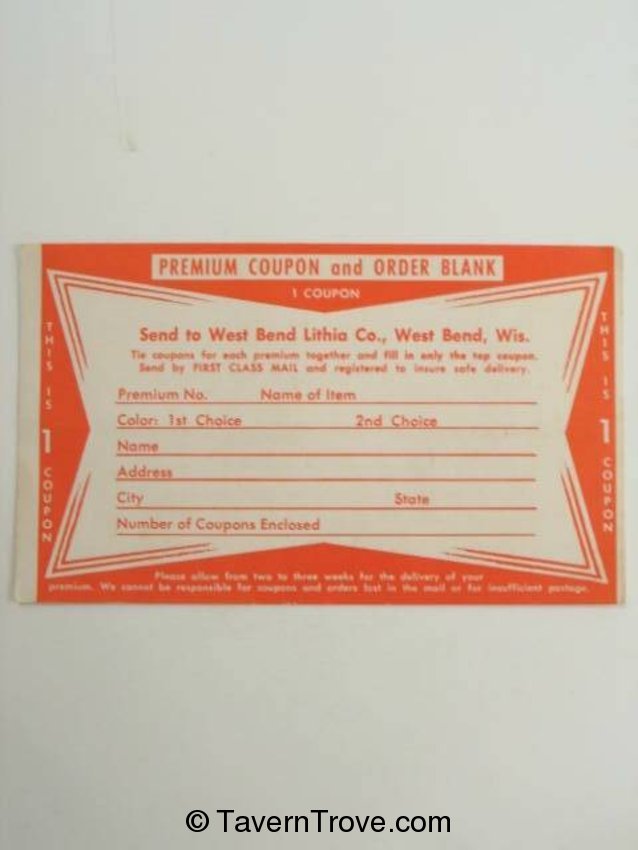 PREMIUM COUPON and ORDER BLANK
1 COUPON
Send to West Bend Lithia Co., West Bend, Wis.
Tie coupons for each premium together and fill in only the top coupon.
Send by FIRST CLASS MAIL and registered to insure safe delivery.
Premium No. Name of Item
Color: 1st Choice 2nd Choice
Name
Address
City State
Number of Coupons Enclosed
Please allow from two to three weeks for the delivery of your
premium. We cannot be responsible for coupons and orders lost in the mail or for insufficient postage.
THIS IS 1 COUPON
THIS IS 1 COUPON
© TavernTrove.com